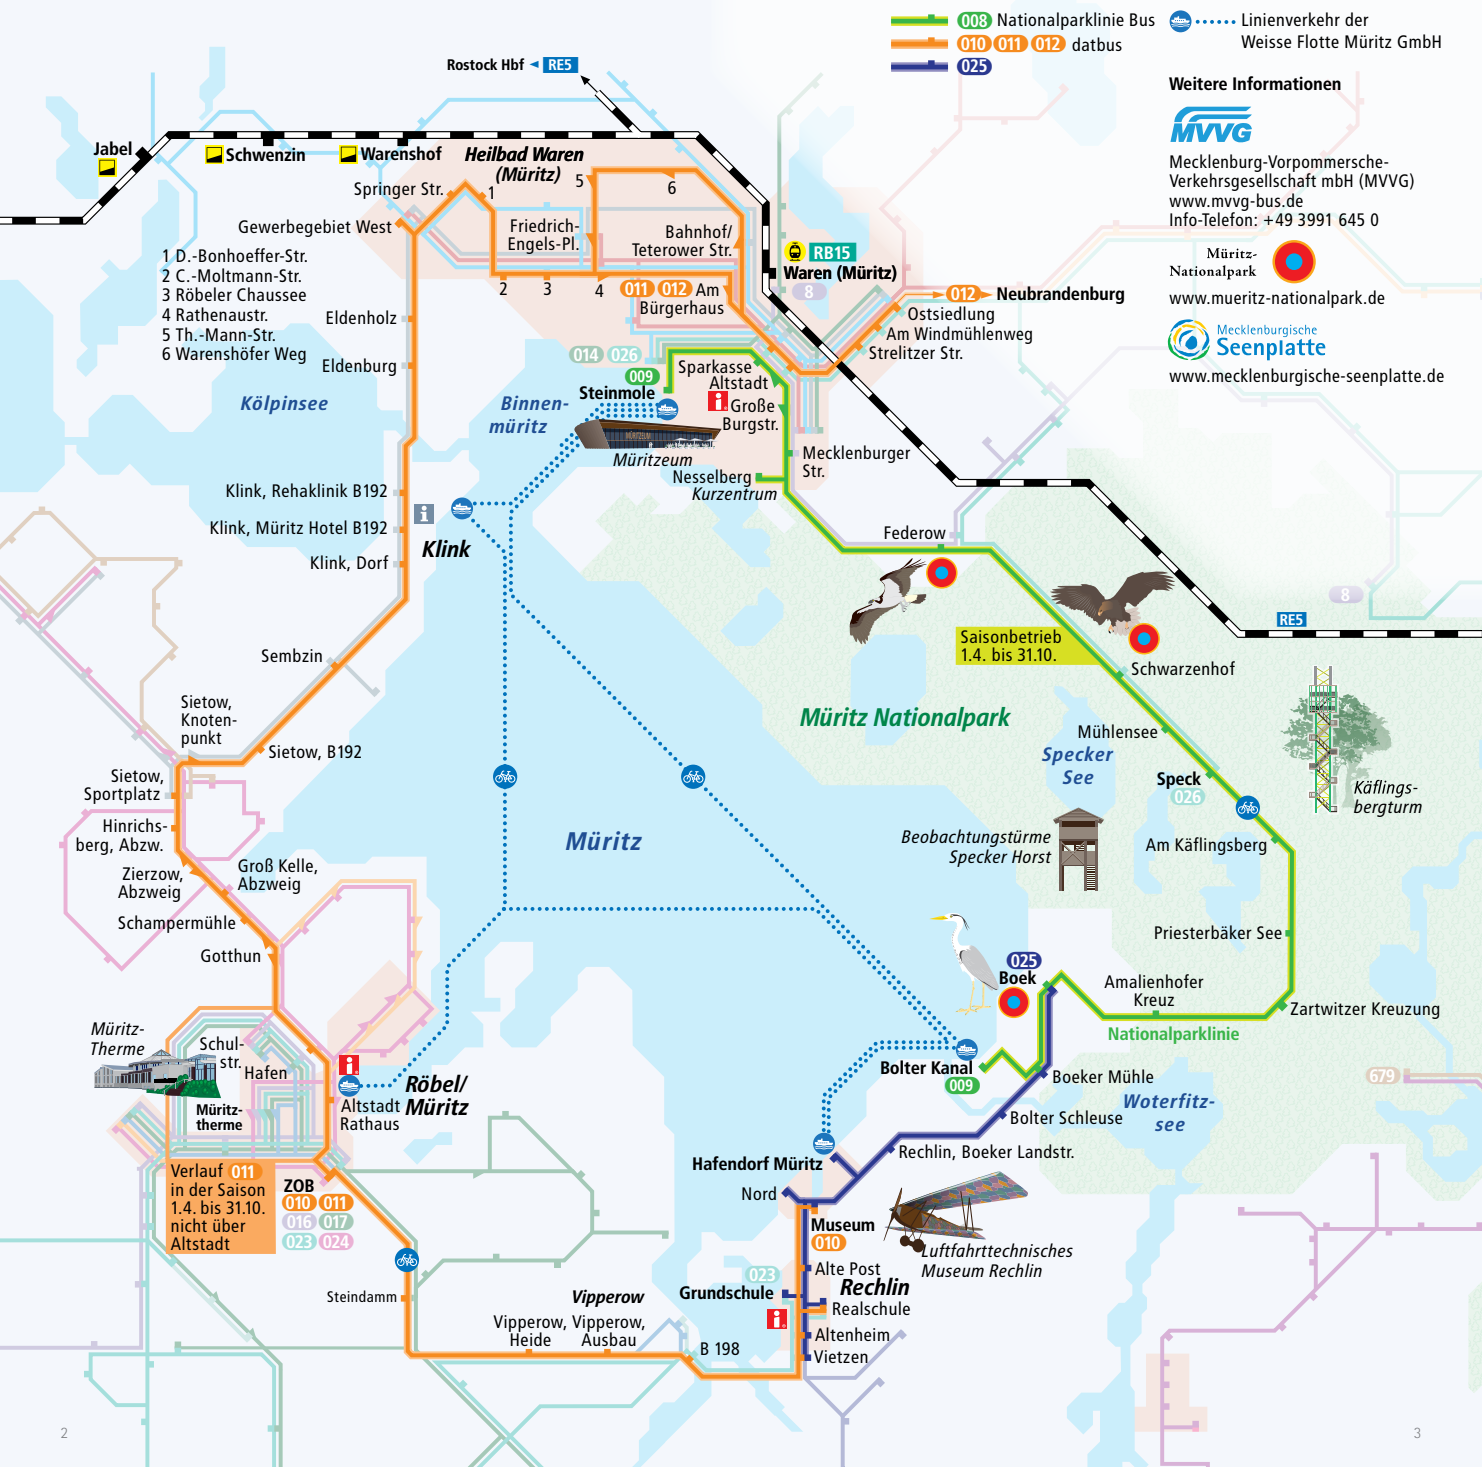 008 Nationalparklinie Bus
010 011 012 datbus
025
Linienverkehr der
Weisse Flotte Müritz GmbH
Weitere Informationen
MVVG
Mecklenburg-Vorpommersche-
Verkehrsgesellschaft mbH (MVVG)
www.mvvg-bus.de
Info-Telefon: +49 3991 645 0
Müritz-
Nationalpark
www.mueritz-nationalpark.de
Mecklenburgische
Seenplatte
www.mecklenburgische-seenplatte.de
Rostock Hbf
RE5
Jabel
Schwenzin
Warenshof
Heilbad Waren
(Müritz)
Springer Str.
1
5
6
Gewerbegebiet West
Friedrich-
Engels-Pl.
Bahnhof/
Teterower Str.
RB15
Waren (Müritz)
8
1 D.-Bonhoeffer-Str.
2 C.-Moltmann-Str.
3 Röbeler Chaussee
4 Rathenaustr.
5 Th.-Mann-Str.
6 Warenshöfer Weg
2
3
4
011 012 Am
Bürgerhaus
012
Neubrandenburg
Ostsiedlung
Am Windmühlenweg
Strelitzer Str.
Eldenholz
Eldenburg
014 026
009
Steinmole
Sparkasse
Altstadt
Große
Burgstr.
Kölpinsee
Binnen-
müritz
MÜRITZEUM
Müritzeum
Mecklenburger
Str.
Nesselberg
Kurzentrum
Klink, Rehaklinik B192
Klink, Müritz Hotel B192
Klink
Klink, Dorf
Federow
8
RE5
Saisonbetrieb
1.4. bis 31.10.
Schwarzenhof
Sembzin
Müritz Nationalpark
Sietow,
Knoten-
punkt
Sietow, B192
Mühlensee
Specker
See
Speck
026
Käflings-
bergturm
Sietow,
Sportplatz
Hinrichs-
berg, Abzw.
Müritz
Beobachtungstürme
Specker Horst
Am Käflingsberg
Zierzow,
Abzweig
Groß Kelle,
Abzweig
Schampermühle
Gotthun
Priesterbäker See
025
Boek
Amalienhofer
Kreuz
Zartwitzer Kreuzung
Nationalparklinie
Müritz-
Therme
Schul-
str.
Hafen
Müritz-
therme
Altstadt
Rathaus
Röbel/
Müritz
Bolter Kanal
009
Boeker Mühle
Woterfitz-
see
679
Bolter Schleuse
Rechlin, Boeker Landstr.
Hafendorf Müritz
Nord
Verlauf 011
in der Saison
1.4. bis 31.10.
nicht über
Altstadt
ZOB
010 011
016 017
023 024
Museum
010
Luftfahrttechnisches
Museum Rechlin
Alte Post
023
Grundschule
Rechlin
Realschule
Altenheim
Vietzen
Steindamm
Vipperow
Vipperow,
Heide
Vipperow,
Ausbau
B 198
2
3